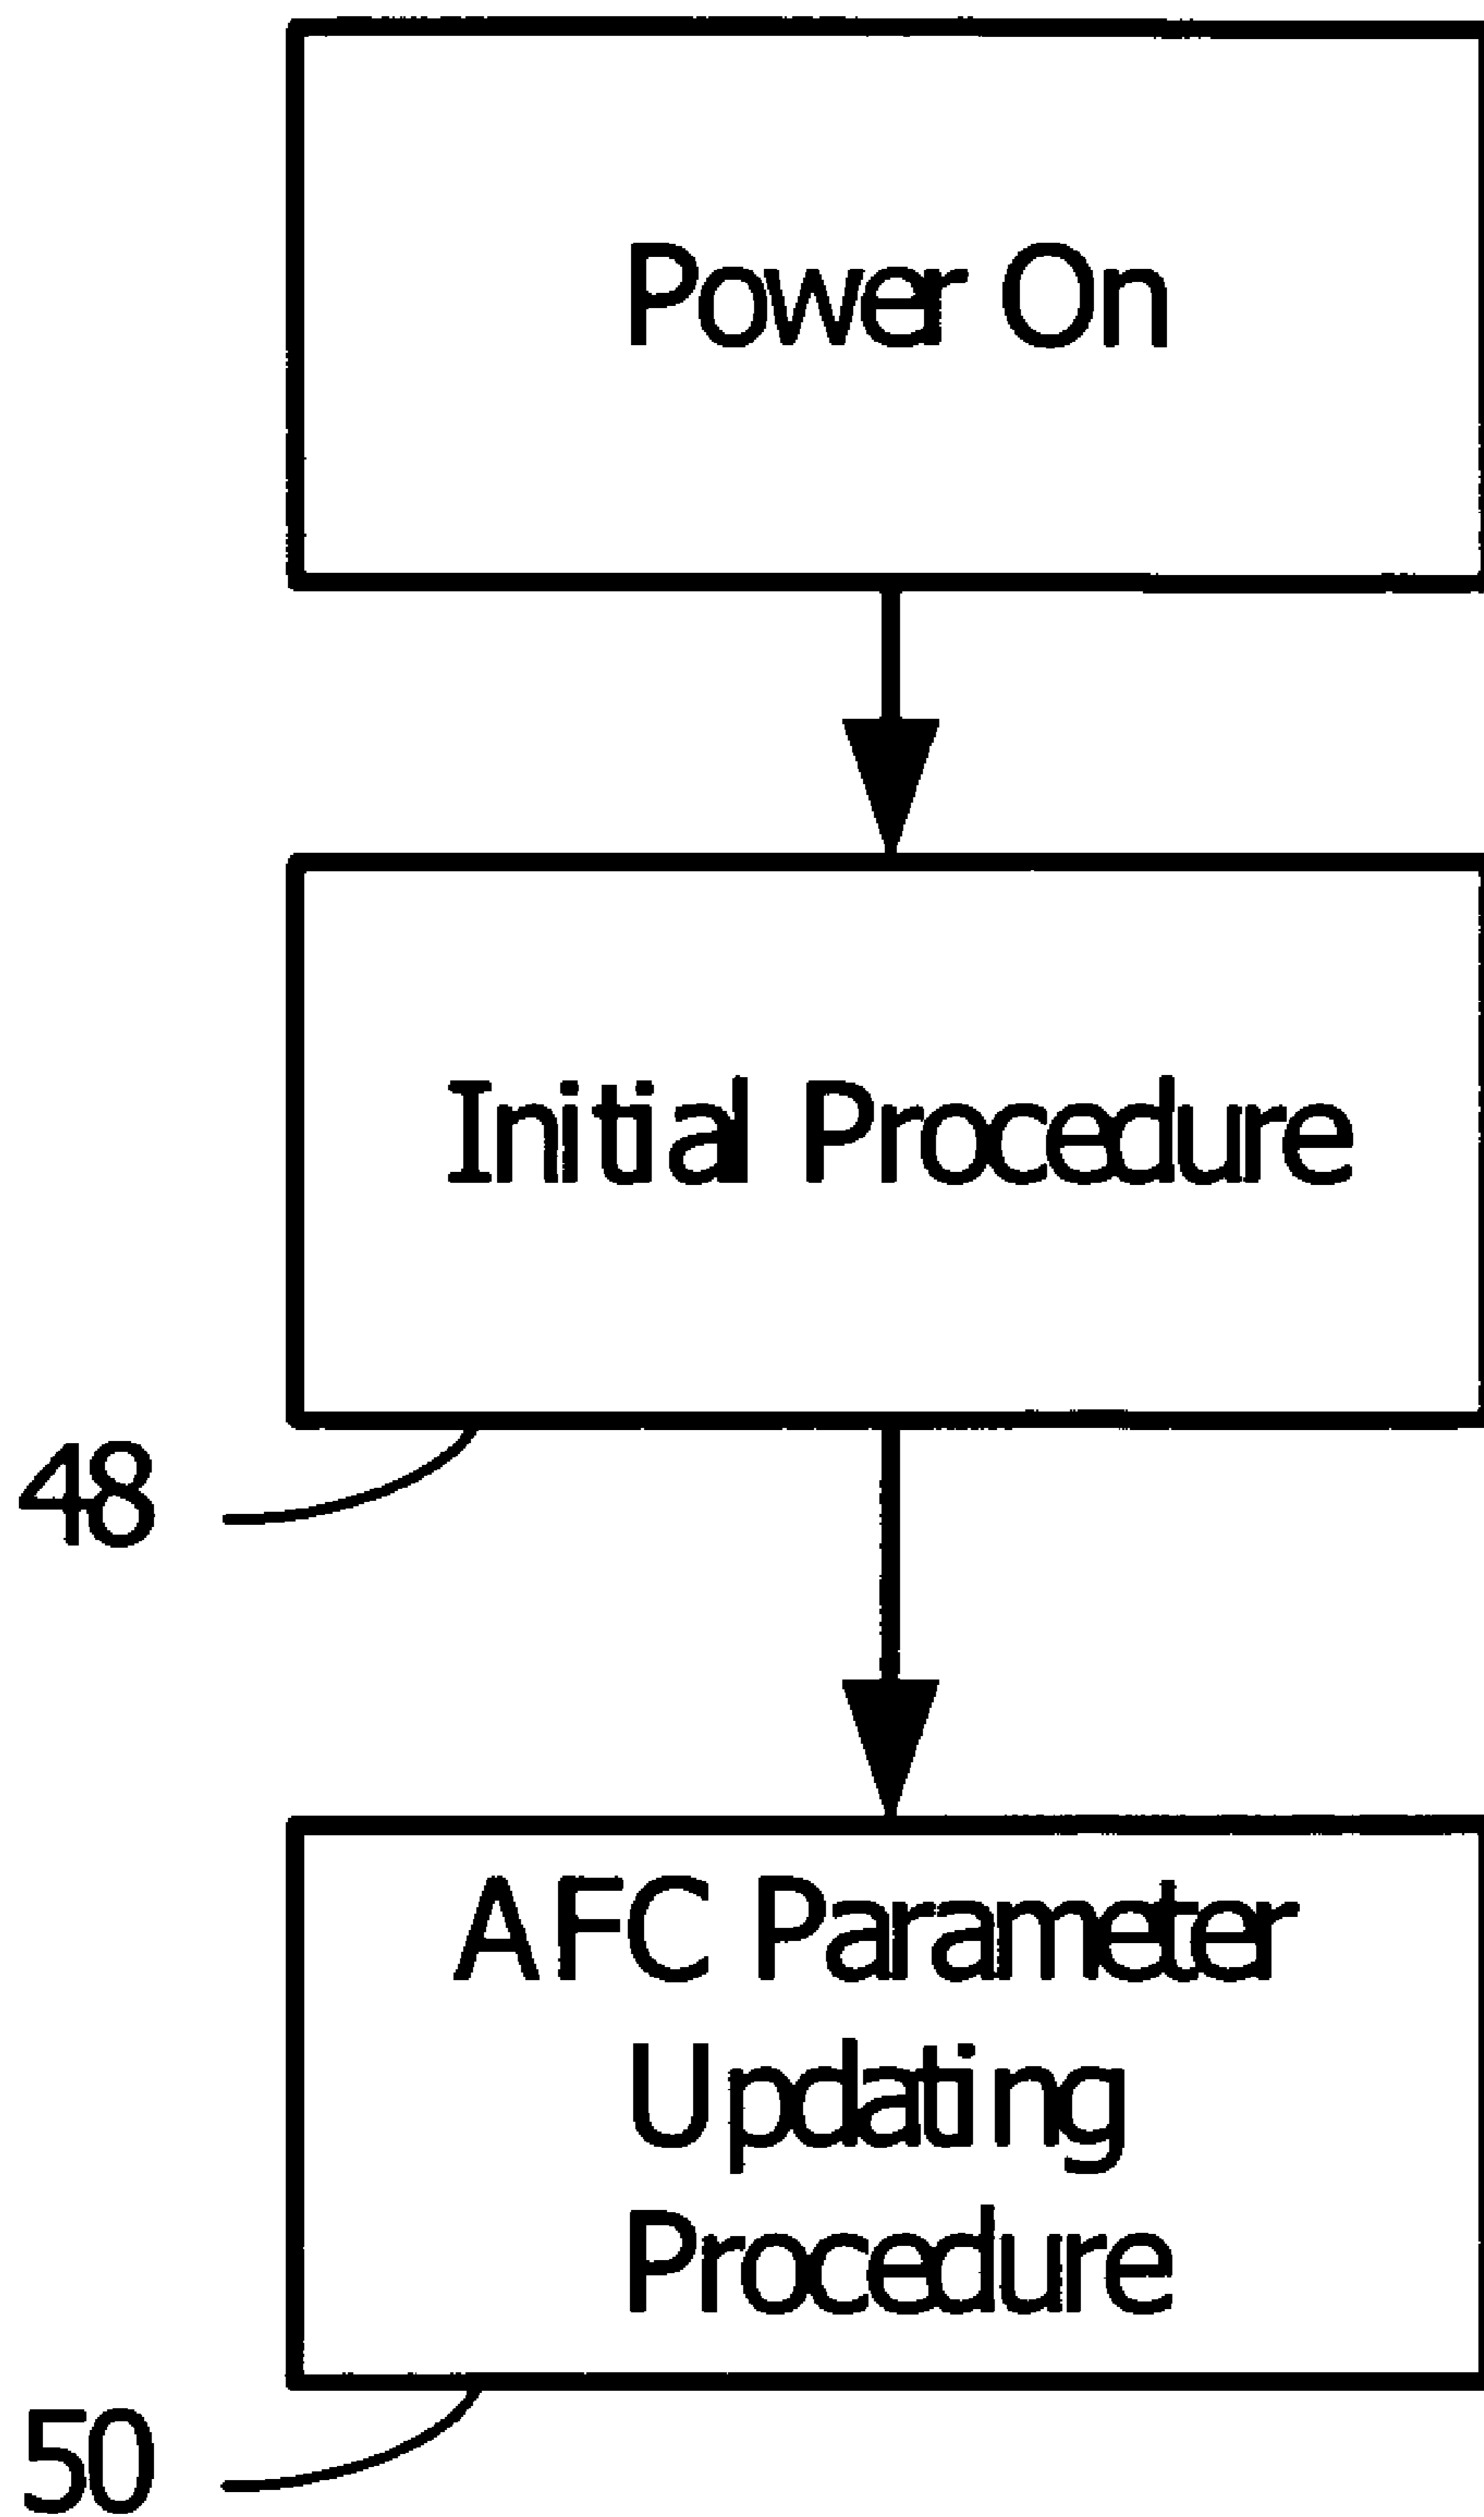 Power On
Initial Procedure
48
AFC Parameter
Updating
Procedure
50